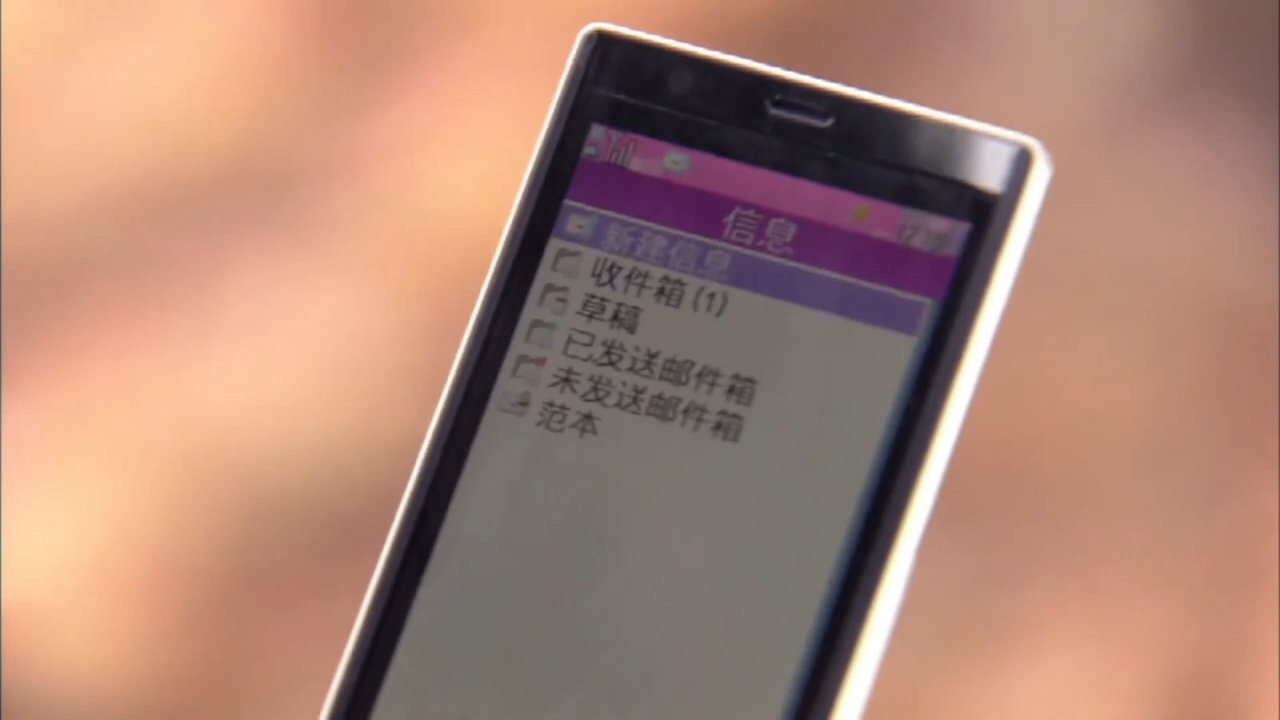 信息
新建信息
收件箱 (1)
草稿
已发送邮件箱
未发送邮件箱
范本